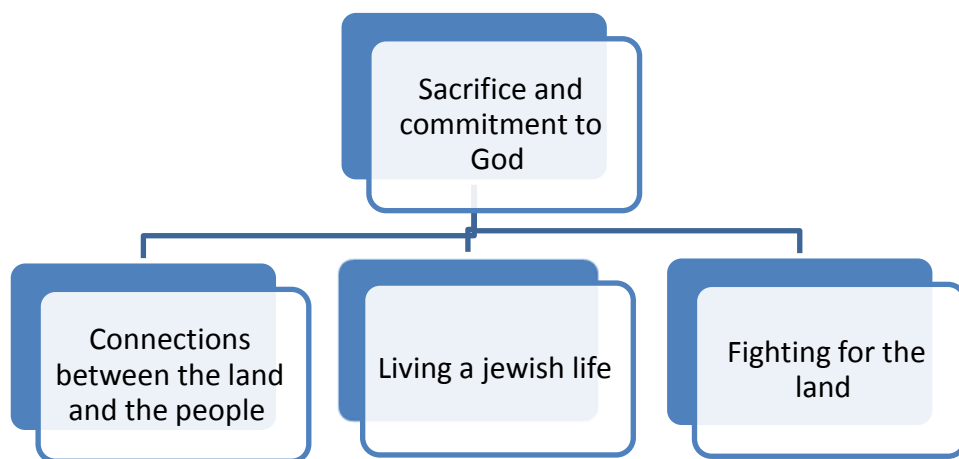 Sacrifice and
commitment to
God
Connections
between the land
and the people
Living a jewish life
Fighting for the
land